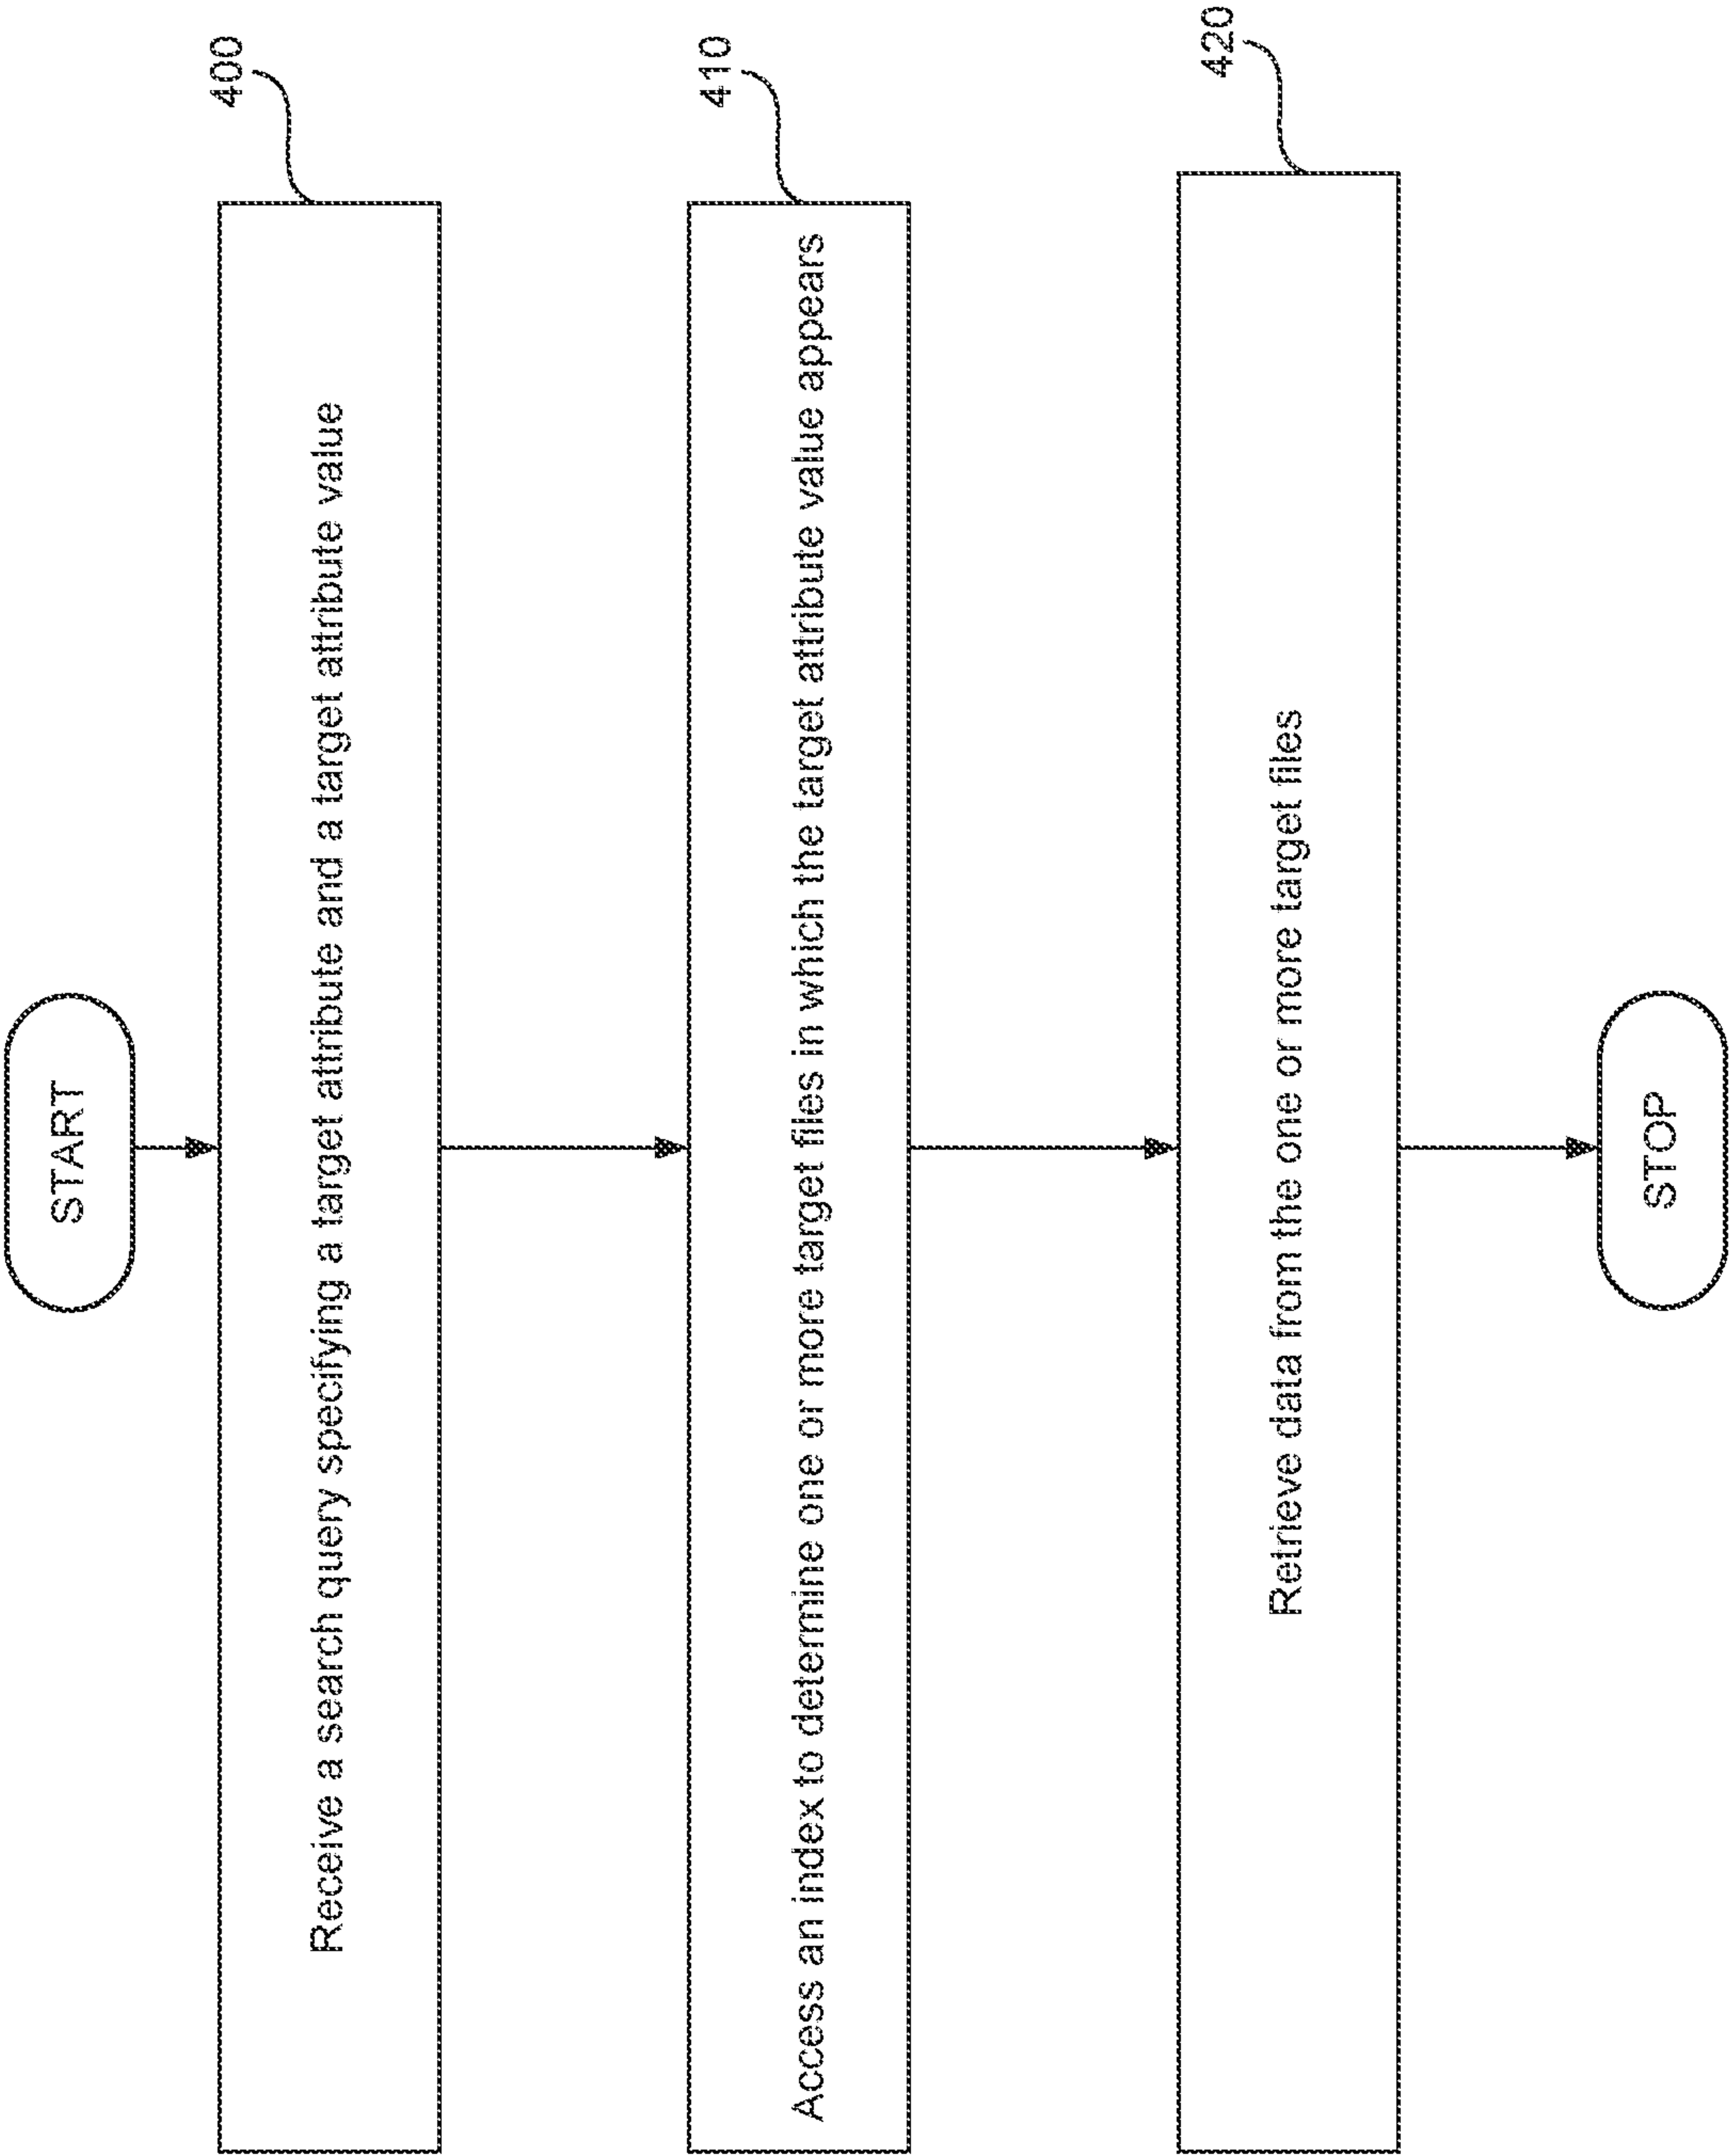 START
400
Receive a search query specifying a target attribute and a target attribute value
410
Access an index to determine one or more target files in which the target attribute value appears
420
Retrieve data from the one or more target files
STOP